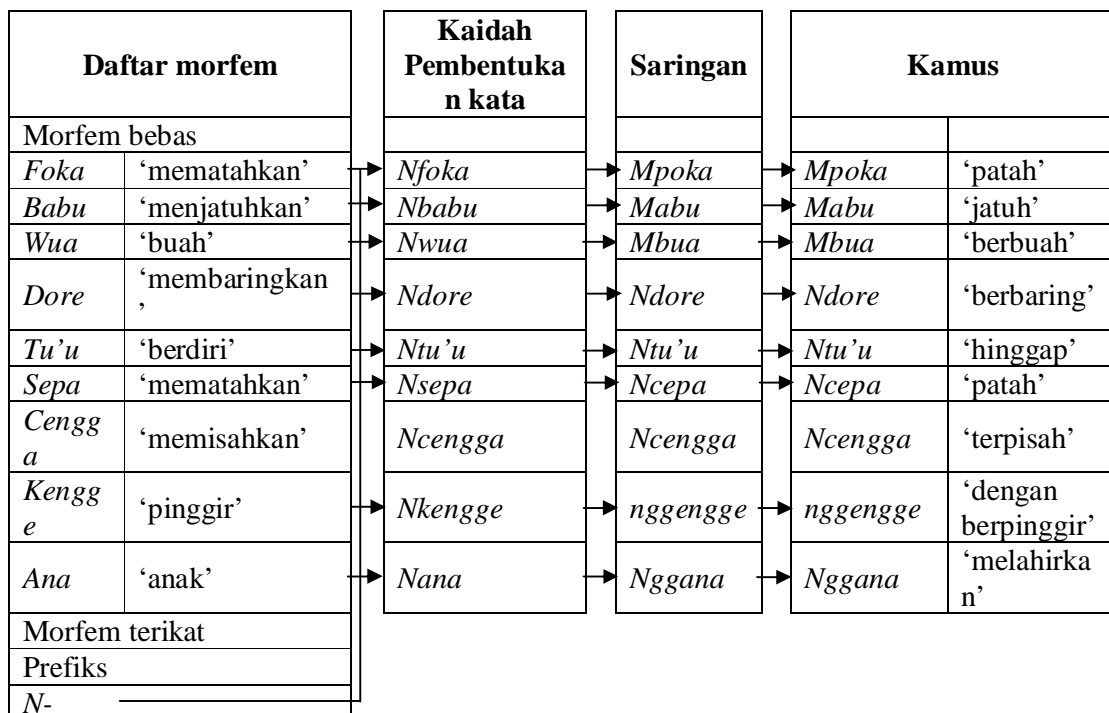 Daftar morfem Kaidah Pembentuka n kata Saringan Kamus
Morfem bebas
Foka ‘mematahkan’ Nfoka Mpoka Mpoka ‘patah’
Babu ‘menjatuhkan’ Nbabu Mabu Mabu ‘jatuh’
Wua ‘buah’ Nwua Mbua Mbua ‘berbuah’
Dore ‘membaringkan ’ Ndore Ndore Ndore ‘berbaring’
Tu’u ‘berdiri’ Ntu’u Ntu’u Ntu’u ‘hinggap’
Sepa ‘mematahkan’ Nsepa Ncepa Ncepa ‘patah’
Cengg a ‘memisahkan’ Ncengga Ncengga Ncengga ‘terpisah’
Kengg e ‘pinggir’ Nkengge nggengge nggengge ‘dengan berpinggir’
Ana ‘anak’ Nana Nggana Nggana ‘melahirka n’
Morfem terikat
Prefiks
N-